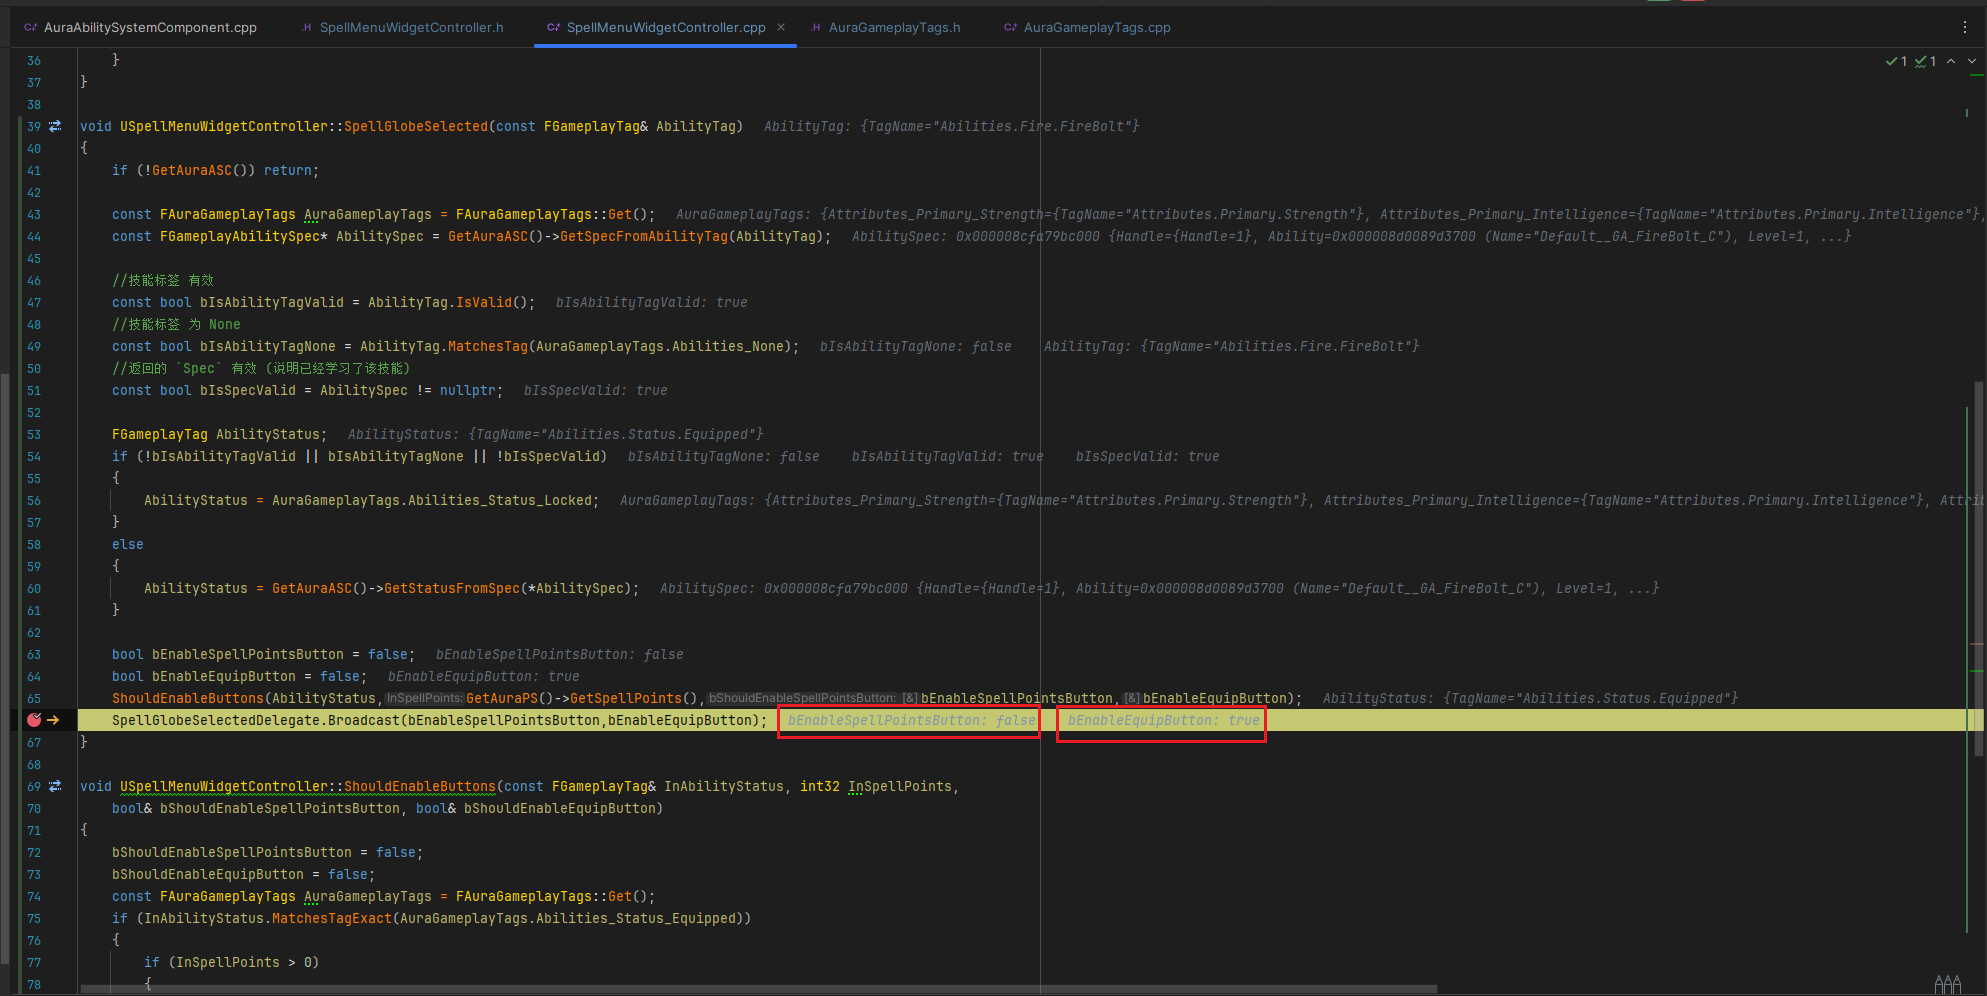 AuraAbilitySystemComponent.cpp SpellMenuWidgetController.h SpellMenuWidgetController.cpp AuraGameplayTags.h AuraGameplayTags.cpp
36 }
37 }
38
39 void USpellMenuWidgetController::SpellGlobeSelected(const FGameplayTag& AbilityTag) AbilityTag: {TagName="Abilities.Fire.FireBolt"}
40 {
41 if (!GetAuraASC()) return;
42
43 const FAuraGameplayTags AuraGameplayTags = FAuraGameplayTags::Get(); AuraGameplayTags: {Attributes_Primary_Strength={TagName="Attributes.Primary.Strength"}, Attributes_Primary_Intelligence={TagName="Attributes.Primary.Intelligence"},
44 const FGameplayAbilitySpec* AbilitySpec = GetAuraASC()->GetSpecFromAbilityTag(AbilityTag); AbilitySpec: 0x000008cfa79bc000 {Handle={Handle=1}, Ability=0x000008d0089d3700 (Name="Default__GA_FireBolt_C"), Level=1, ...}
45
46 //技能标签 有效
47 const bool bIsAbilityTagValid = AbilityTag.IsValid(); bIsAbilityTagValid: true
48 //技能标签 为 None
49 const bool bIsAbilityTagNone = AbilityTag.MatchesTag(AuraGameplayTags.Abilities_None); bIsAbilityTagNone: false AbilityTag: {TagName="Abilities.Fire.FireBolt"}
50 //返回的 `Spec` 有效 (说明已经学习了该技能)
51 const bool bIsSpecValid = AbilitySpec != nullptr; bIsSpecValid: true
52
53 FGameplayTag AbilityStatus; AbilityStatus: {TagName="Abilities.Status.Equipped"}
54 if (!bIsAbilityTagValid || bIsAbilityTagNone || !bIsSpecValid) bIsAbilityTagNone: false bIsAbilityTagValid: true bIsSpecValid: true
55 {
56 AbilityStatus = AuraGameplayTags.Abilities_Status_Locked; AuraGameplayTags: {Attributes_Primary_Strength={TagName="Attributes.Primary.Strength"}, Attributes_Primary_Intelligence={TagName="Attributes.Primary.Intelligence"}, Attrib
57 }
58 else
59 {
60 AbilityStatus = GetAuraASC()->GetStatusFromSpec(*AbilitySpec); AbilitySpec: 0x000008cfa79bc000 {Handle={Handle=1}, Ability=0x000008d0089d3700 (Name="Default__GA_FireBolt_C"), Level=1, ...}
61 }
62
63 bool bEnableSpellPointsButton = false; bEnableSpellPointsButton: false
64 bool bEnableEquipButton = false; bEnableEquipButton: true
65 ShouldEnableButtons(AbilityStatus, InSpellPoints: GetAuraPS()->GetSpellPoints(), bShouldEnableSpellPointsButton: [&] bEnableSpellPointsButton, [&] bEnableEquipButton); AbilityStatus: {TagName="Abilities.Status.Equipped"}
SpellGlobeSelectedDelegate.Broadcast(bEnableSpellPointsButton,bEnableEquipButton); bEnableSpellPointsButton: false bEnableEquipButton: true
67 }
68
69 void USpellMenuWidgetController::ShouldEnableButtons(const FGameplayTag& InAbilityStatus, int32 InSpellPoints,
70 bool& bShouldEnableSpellPointsButton, bool& bShouldEnableEquipButton)
71 {
72 bShouldEnableSpellPointsButton = false;
73 bShouldEnableEquipButton = false;
74 const FAuraGameplayTags AuraGameplayTags = FAuraGameplayTags::Get();
75 if (InAbilityStatus.MatchesTagExact(AuraGameplayTags.Abilities_Status_Equipped))
76 {
77 if (InSpellPoints > 0)
78 {
1 1